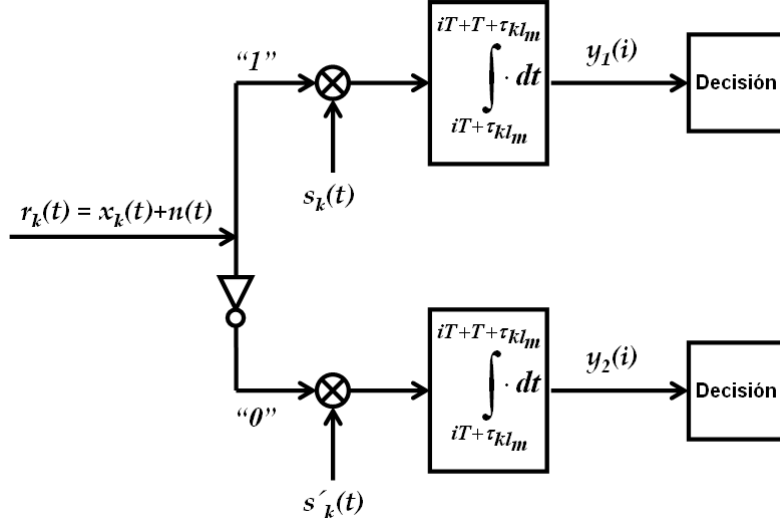 “1”
iT+T+τklm
∫ · dt
iT+τklm
y1(i)
Decisión
sk(t)
rk(t) = xk(t)+n(t)
iT+T+τklm
∫ · dt
iT+τklm
y2(i)
Decisión
“0”
s´k(t)